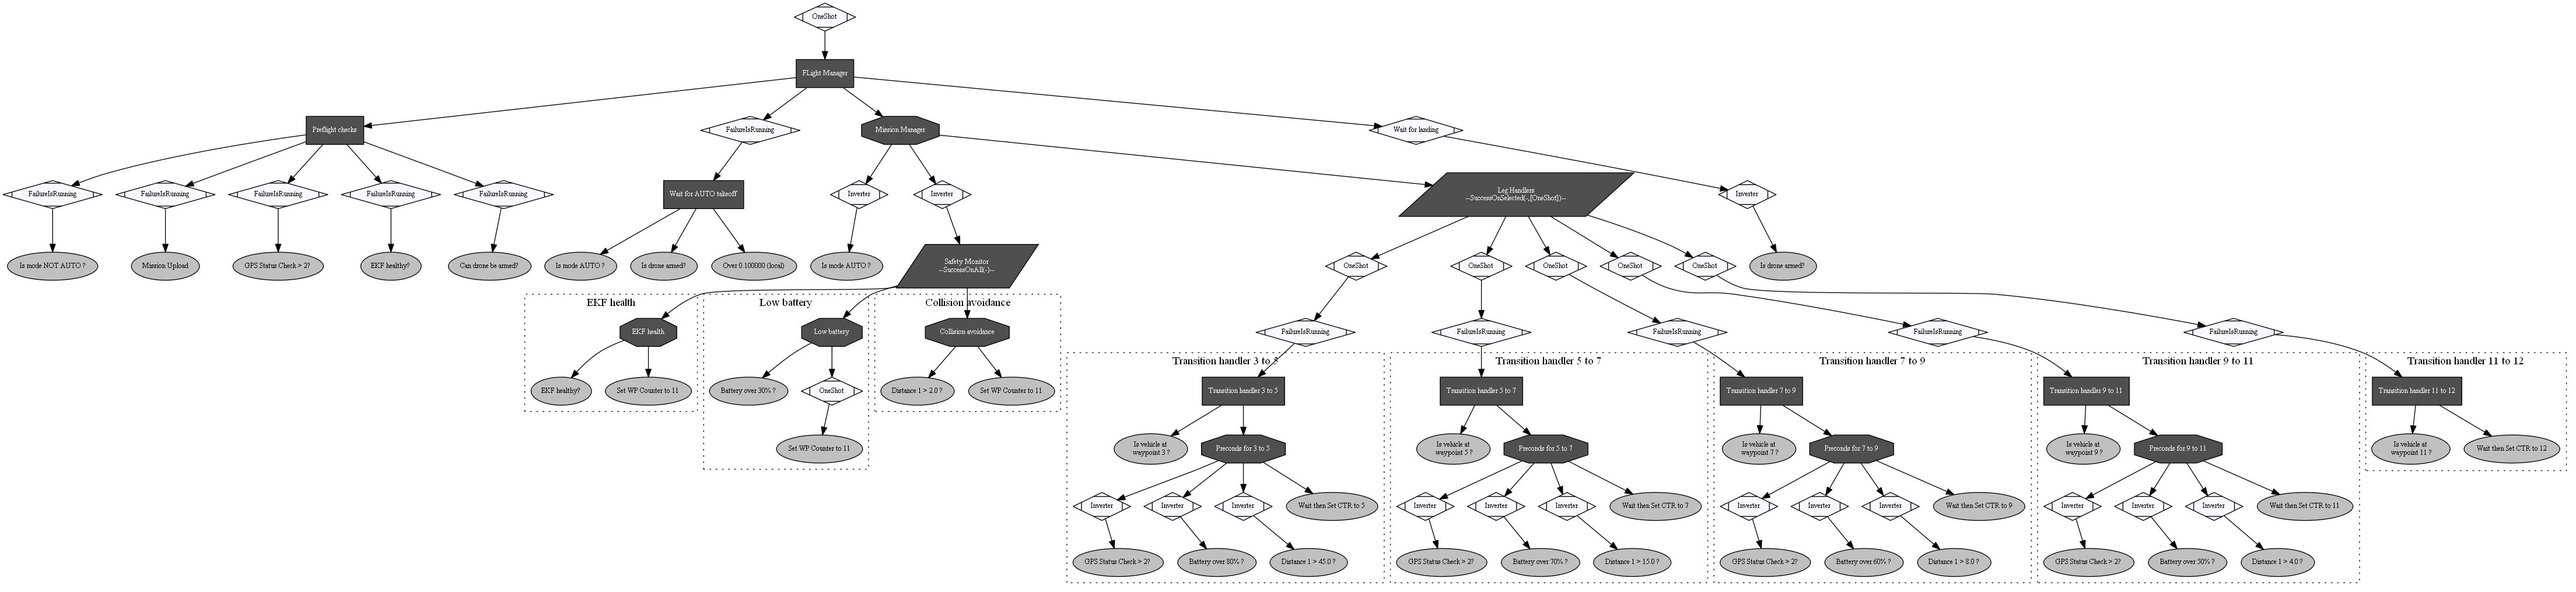 OneShot
FLight Manager
Preflight checks
FailureIsRunning
Mission Manager
Wait for landing
FailureIsRunning
FailureIsRunning
FailureIsRunning
FailureIsRunning
FailureIsRunning
Wait for AUTO takeoff
Inverter
Inverter
Leg Handlers
--SuccessOnSelected(-,[OneShot])--
Inverter
Is mode NOT AUTO ?
Mission Upload
GPS Status Check > 2?
EKF healthy?
Can drone be armed?
Is mode AUTO ?
Is drone armed?
Over 0.100000 (local)
Is mode AUTO ?
Safety Monitor
--SuccessOnAll(-)--
OneShot
OneShot
OneShot
OneShot
OneShot
Is drone armed?
EKF health
Low battery
Collision avoidance
EKF health
Low battery
Collision avoidance
FailureIsRunning
FailureIsRunning
FailureIsRunning
FailureIsRunning
FailureIsRunning
Transition handler 3 to 5
Transition handler 5 to 7
Transition handler 7 to 9
Transition handler 9 to 11
Transition handler 11 to 12
EKF healthy?
Set WP Counter to 11
Battery over 30% ?
OneShot
Distance 1 > 2.0 ?
Set WP Counter to 11
Transition handler 3 to 5
Transition handler 5 to 7
Transition handler 7 to 9
Transition handler 9 to 11
Transition handler 11 to 12
Set WP Counter to 11
Is vehicle at
waypoint 3 ?
Preconds for 3 to 5
Is vehicle at
waypoint 5 ?
Preconds for 5 to 7
Is vehicle at
waypoint 7 ?
Preconds for 7 to 9
Is vehicle at
waypoint 9 ?
Preconds for 9 to 11
Is vehicle at
waypoint 11 ?
Wait then Set CTR to 12
Inverter
Inverter
Inverter
Wait then Set CTR to 5
Inverter
Inverter
Inverter
Wait then Set CTR to 7
Inverter
Inverter
Inverter
Wait then Set CTR to 9
Inverter
Inverter
Inverter
Wait then Set CTR to 11
GPS Status Check > 2?
Battery over 80% ?
Distance 1 > 45.0 ?
GPS Status Check > 2?
Battery over 70% ?
Distance 1 > 15.0 ?
GPS Status Check > 2?
Battery over 60% ?
Distance 1 > 8.0 ?
GPS Status Check > 2?
Battery over 50% ?
Distance 1 > 4.0 ?